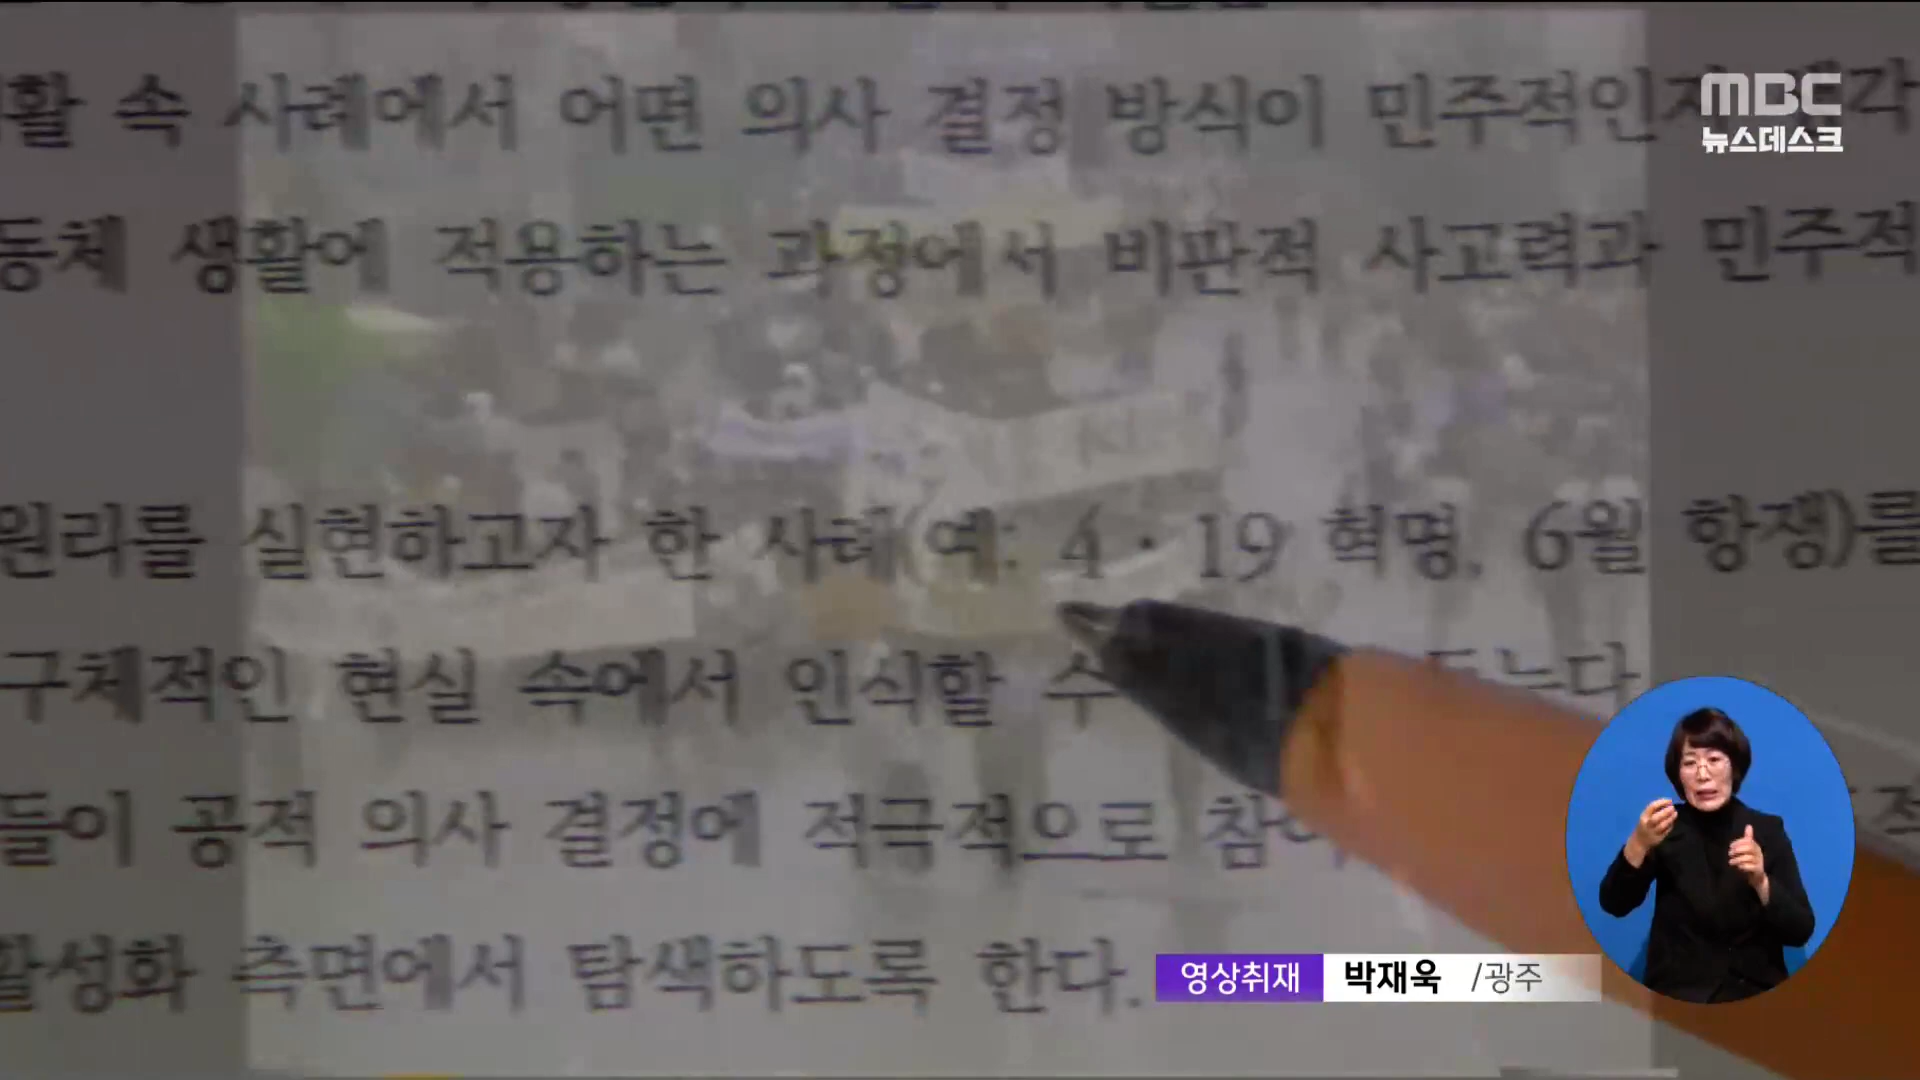 활 속 사례에서 어떤 의사 결정 방식이 민주적인지
MBC
뉴스데스크
동체 생활에 적용하는 과정에서 비판적 사고력과 민주적
원리를 실현하고자 한 사례(예: 4·19 혁명, 6월 항쟁)를
구체적인 현실 속에서 인식할 수
들이 공적 의사 결정에 적극적으로
활성화 측면에서 탐색하도록 한다.
영상취재 박재욱 /광주